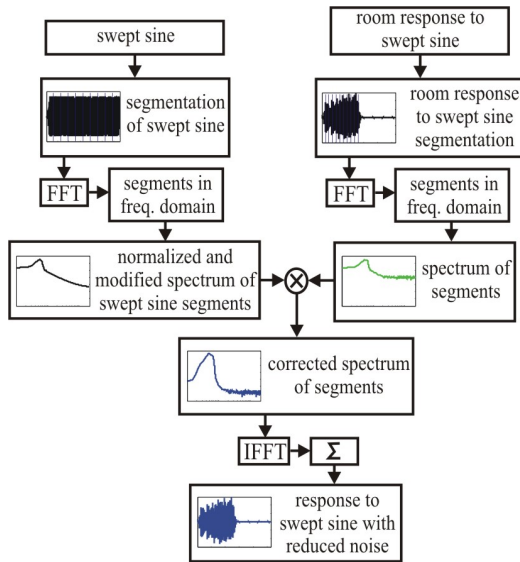 swept sine
room response to
swept sine
segmentation
of swept sine
room response
to swept sine
segmentation
FFT
segments in
freq. domain
FFT
segments in
freq. domain
normalized and
modified spectrum of
swept sine segments
spectrum of
segments
corrected spectrum
of segments
IFFT
Σ
response to
swept sine with
reduced noise